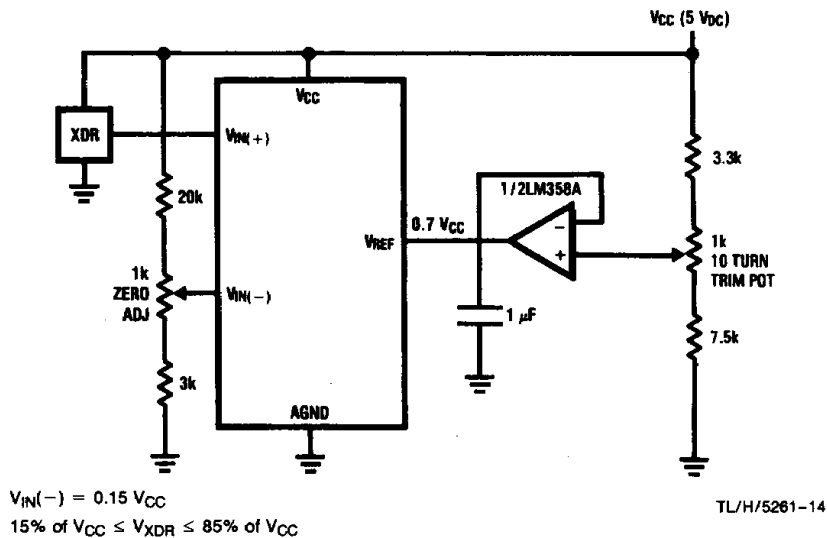 VCC (5 VDC)
VCC
XDR
VIN(+)
3.3k
20k
1/2LM358A
0.7 VCC
VREF
−
+
1k
10 TURN
TRIM POT
1k
ZERO
ADJ
VIN(−)
1 μF
7.5k
3k
AGND
VIN(−) = 0.15 VCC
15% of VCC ≤ VXDR ≤ 85% of VCC
TL/H/5261-14